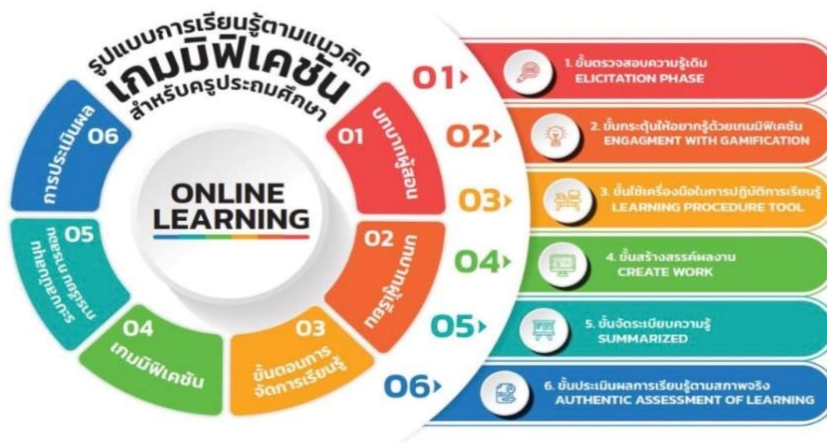 รูปแบบการเรียนรู้ตามแนวคิด
เกมมิฟิเคชัน
สำหรับครูประถมศึกษา
ONLINE
LEARNING
01
บทบาทผู้สอน
02
บทบาทผู้เรียน
03
ขั้นตอนการ
จัดการเรียนรู้
04
เกมมิฟิเคชัน
05
ระบบสนับสนุน
การเรียนการสอน
06
การประเมินผล
01
1. ขั้นตรวจสอบความรู้เดิม
ELICITATION PHASE
02
2. ขั้นกระตุ้นให้อยากรู้ด้วยเกมมิฟิเคชัน
ENGAGMENT WITH GAMIFICATION
03
3. ขั้นใช้เครื่องมือในการปฏิบัติการเรียนรู้
LEARNING PROCEDURE TOOL
04
4. ขั้นสร้างสรรค์ผลงาน
CREATE WORK
05
5. ขั้นจัดระเบียบความรู้
SUMMARIZED
06
6. ขั้นประเมินผลการเรียนรู้ตามสภาพจริง
AUTHENTIC ASSESSMENT OF LEARNING